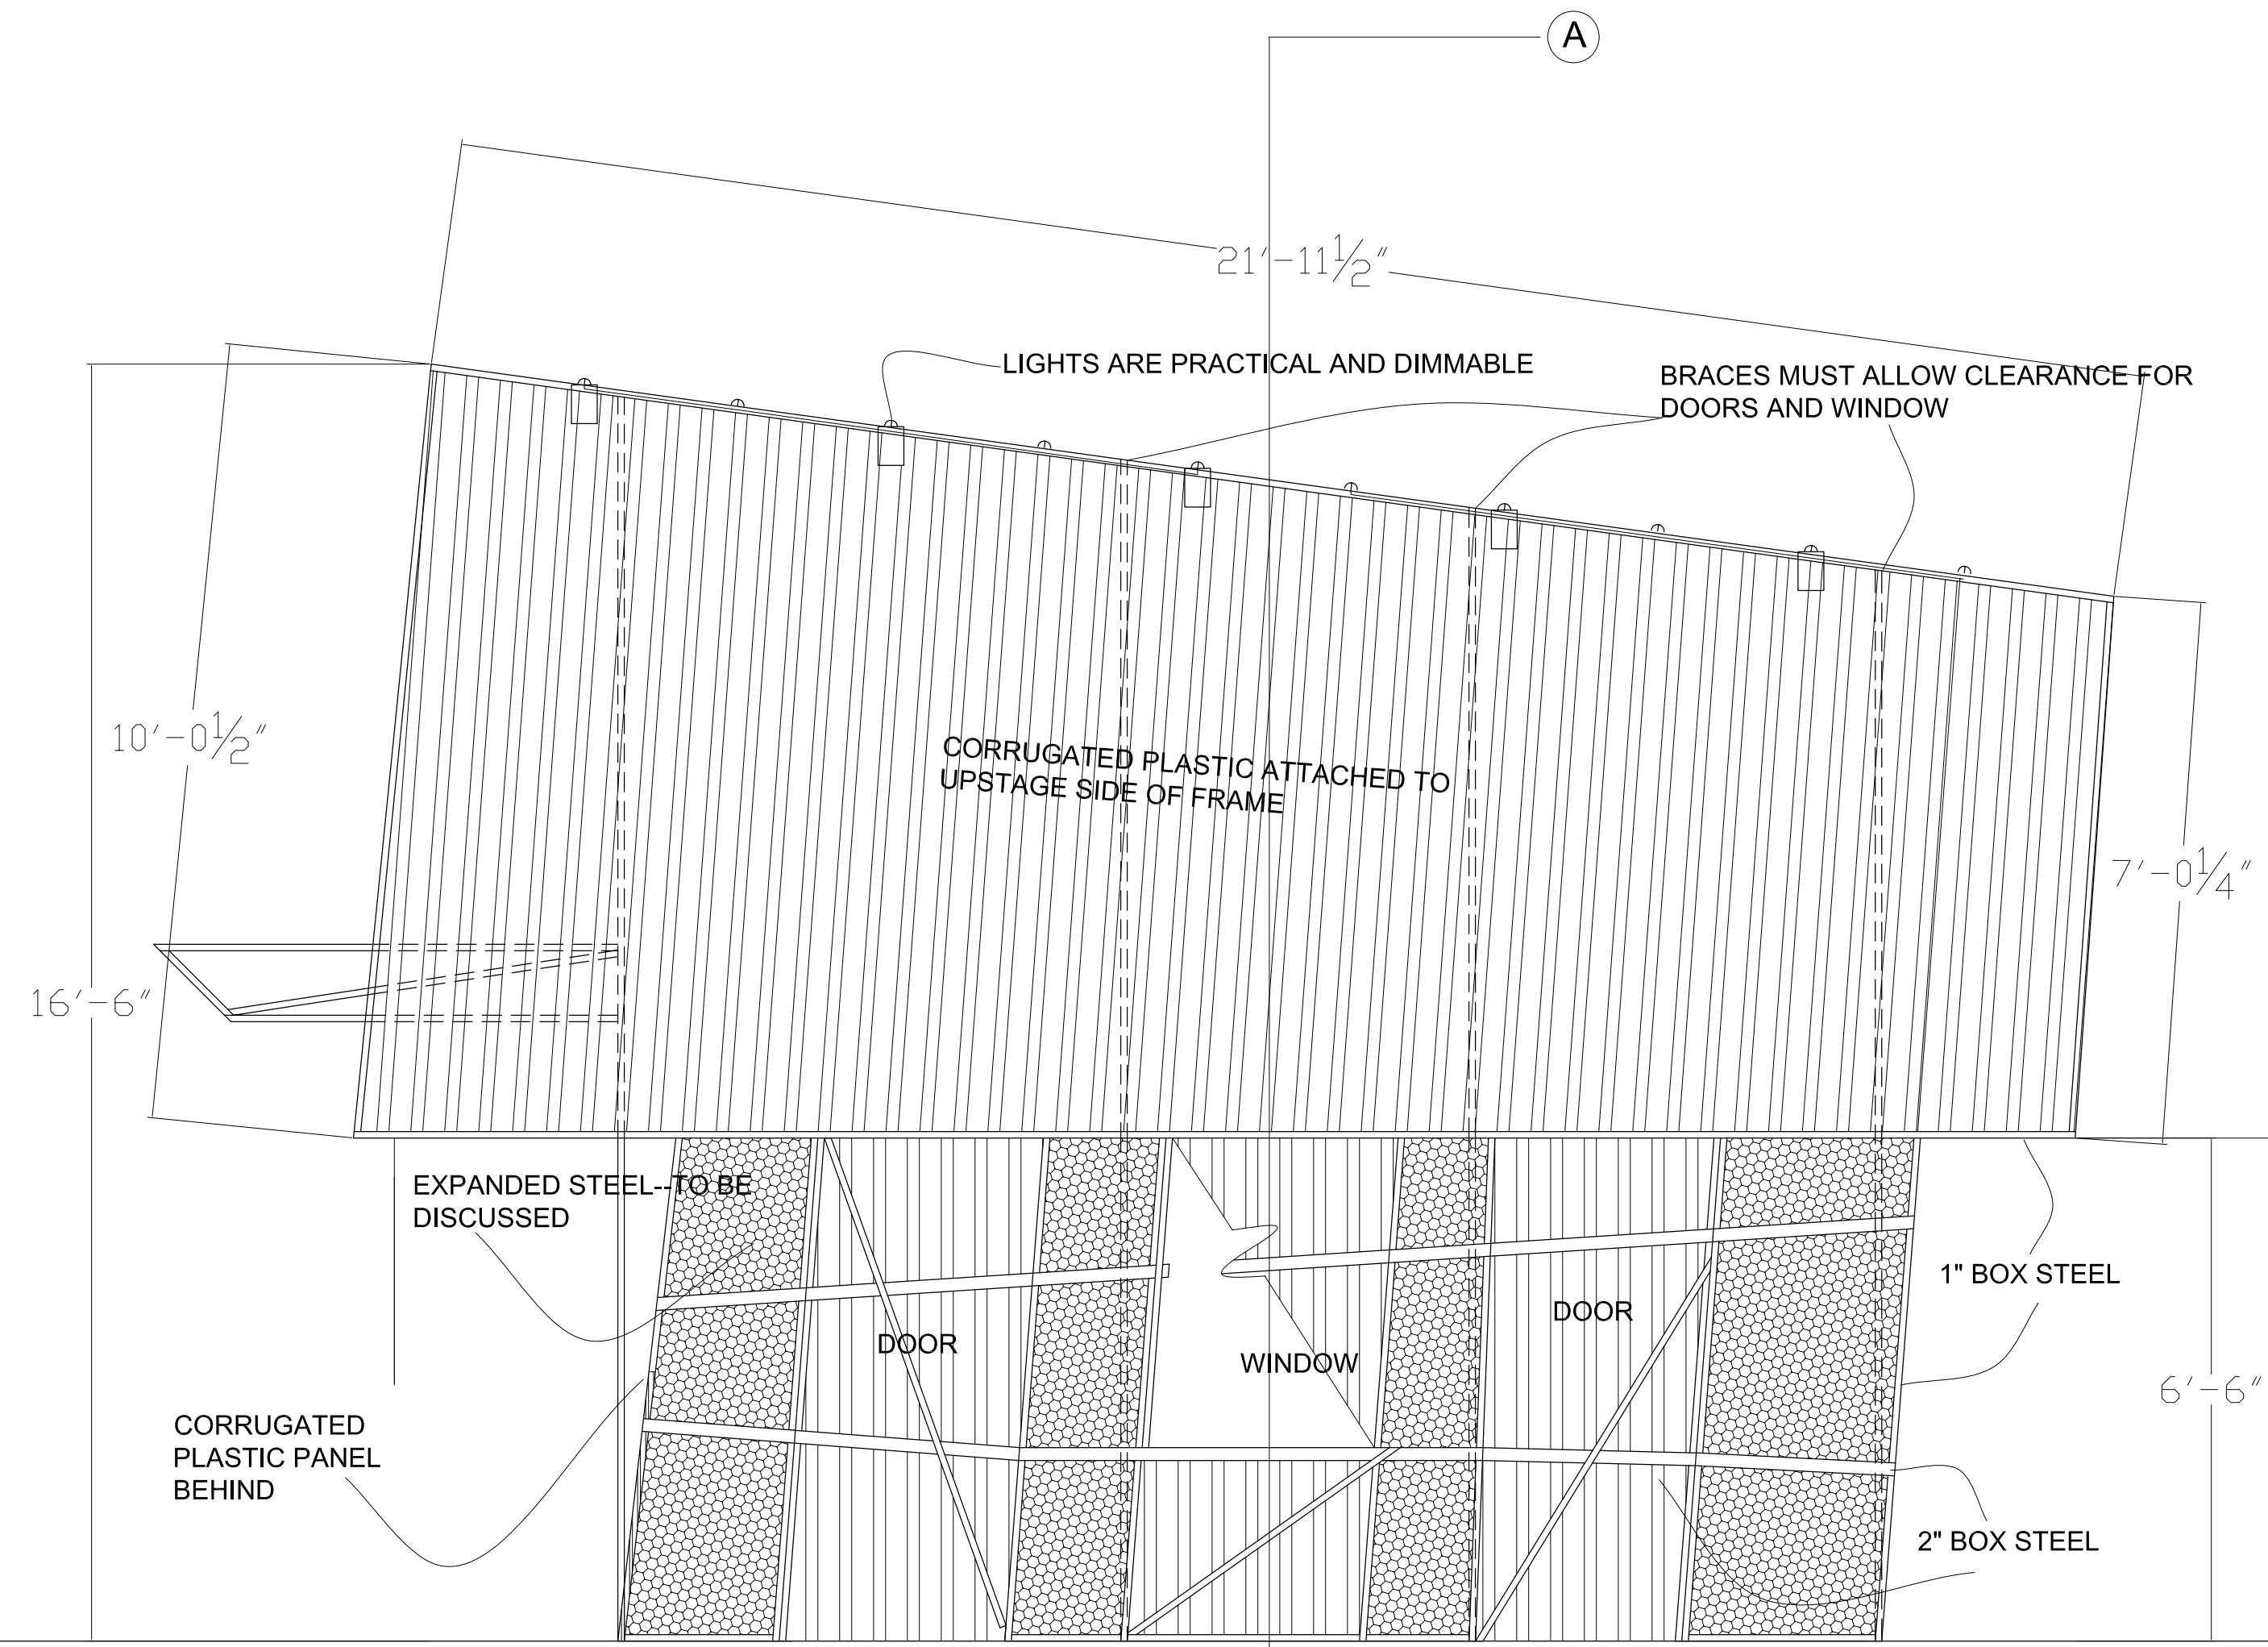 A
21'-11½"
LIGHTS ARE PRACTICAL AND DIMMABLE
BRACES MUST ALLOW CLEARANCE FOR
DOORS AND WINDOW
10'-0½"
CORRUGATED PLASTIC ATTACHED TO
UPSTAGE SIDE OF FRAME
7'-0¼"
16'-6"
EXPANDED STEEL--TO BE
DISCUSSED
1" BOX STEEL
DOOR
DOOR
WINDOW
6'-6"
CORRUGATED
PLASTIC PANEL
BEHIND
2" BOX STEEL